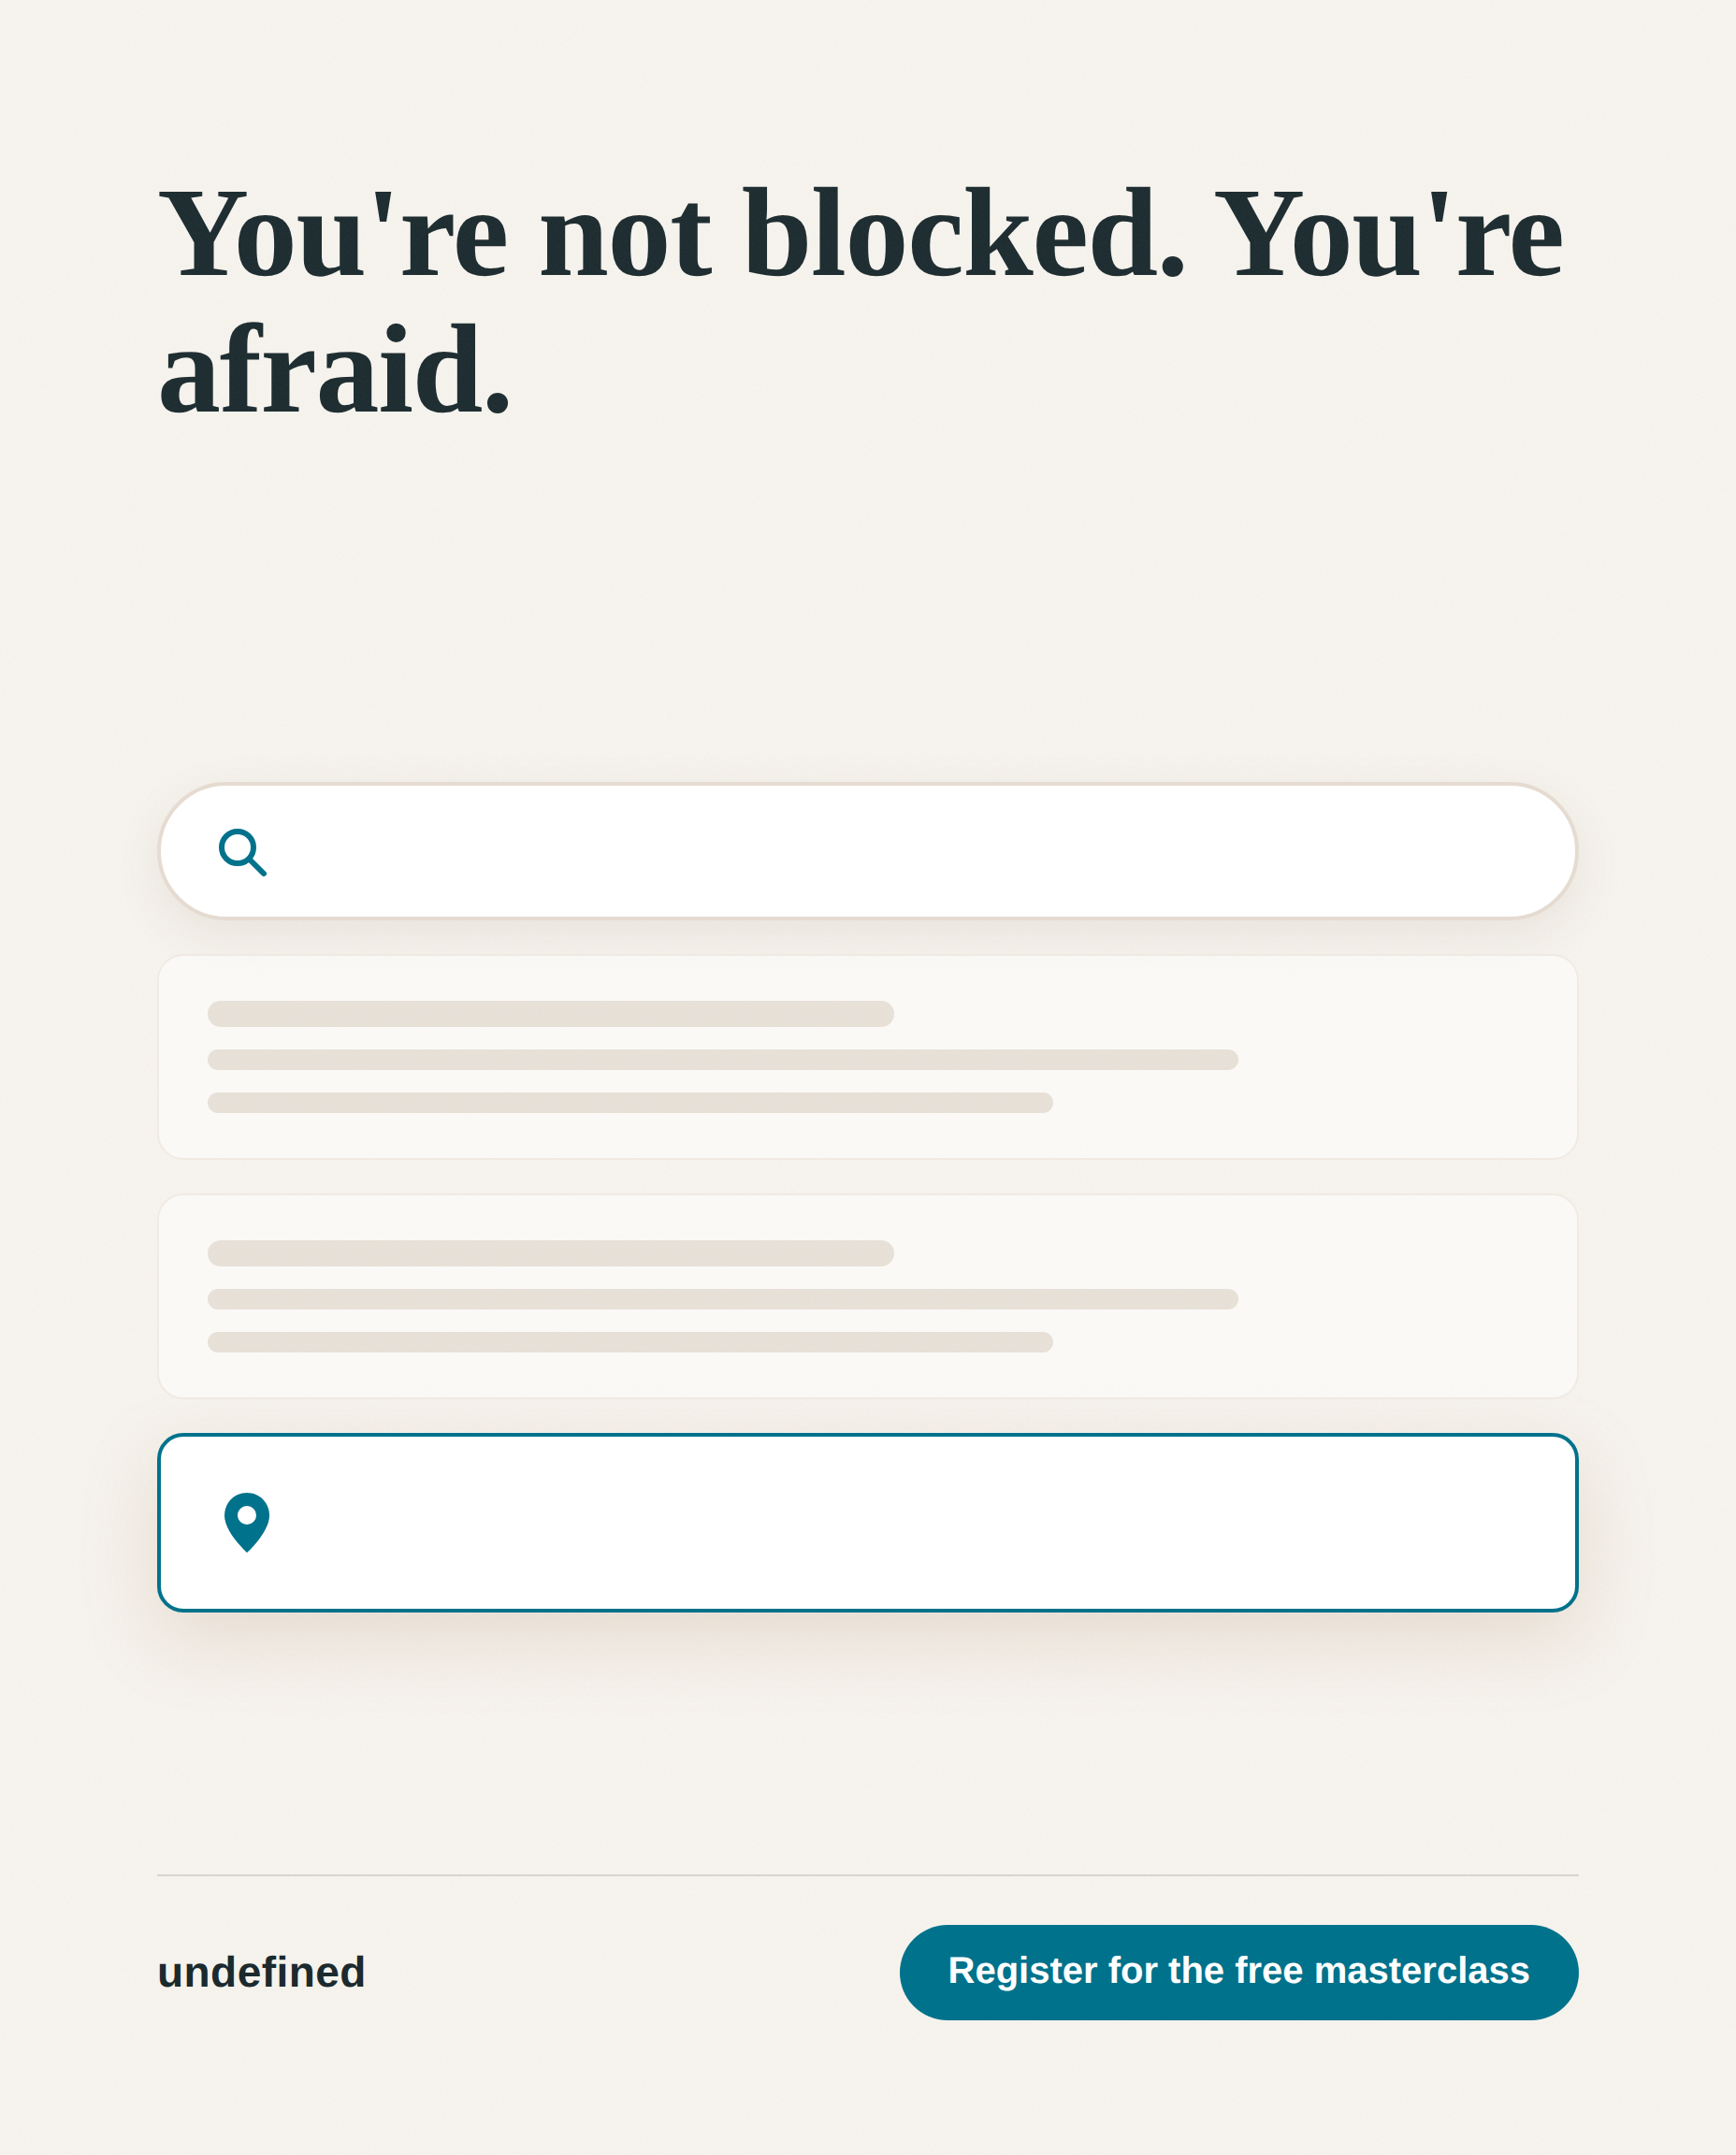 You're not blocked. You're
afraid.
undefined
Register for the free masterclass